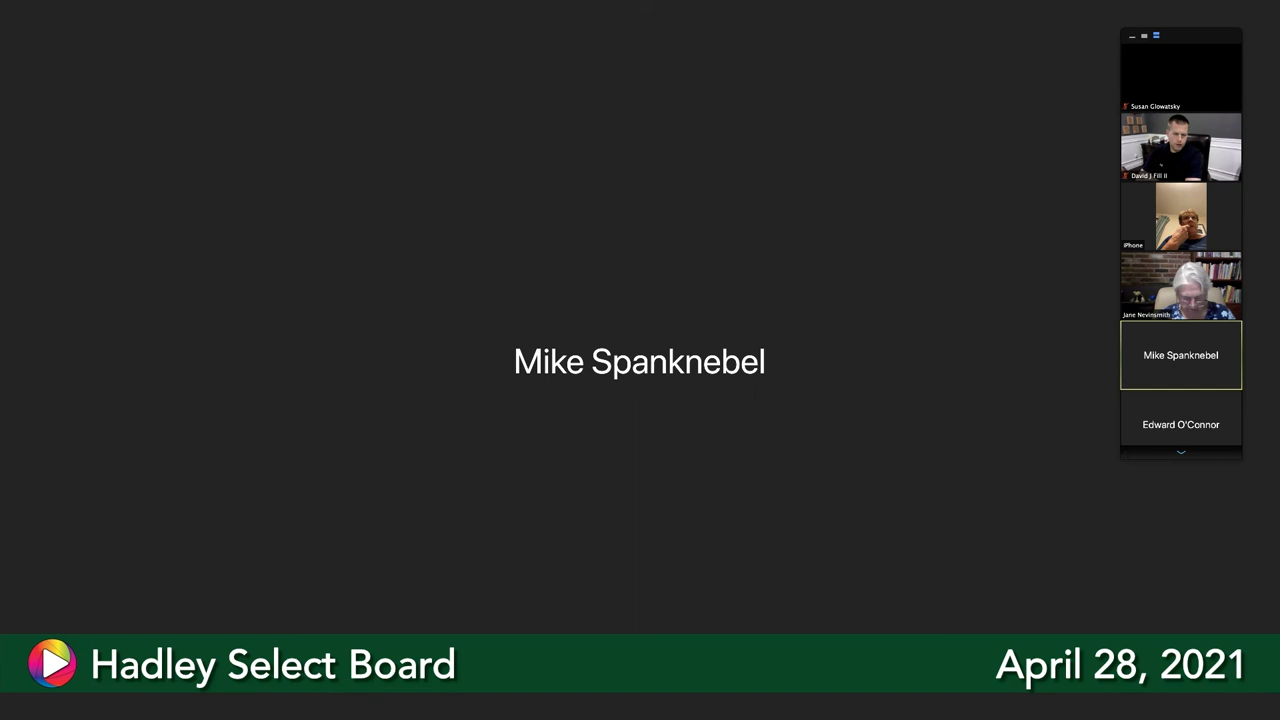 Susan Glowatsky
David J Fill II
iPhone
Jane Nevinsmith
Mike Spanknebel
Edward O'Connor
Mike Spanknebel
Hadley Select Board
April 28, 2021